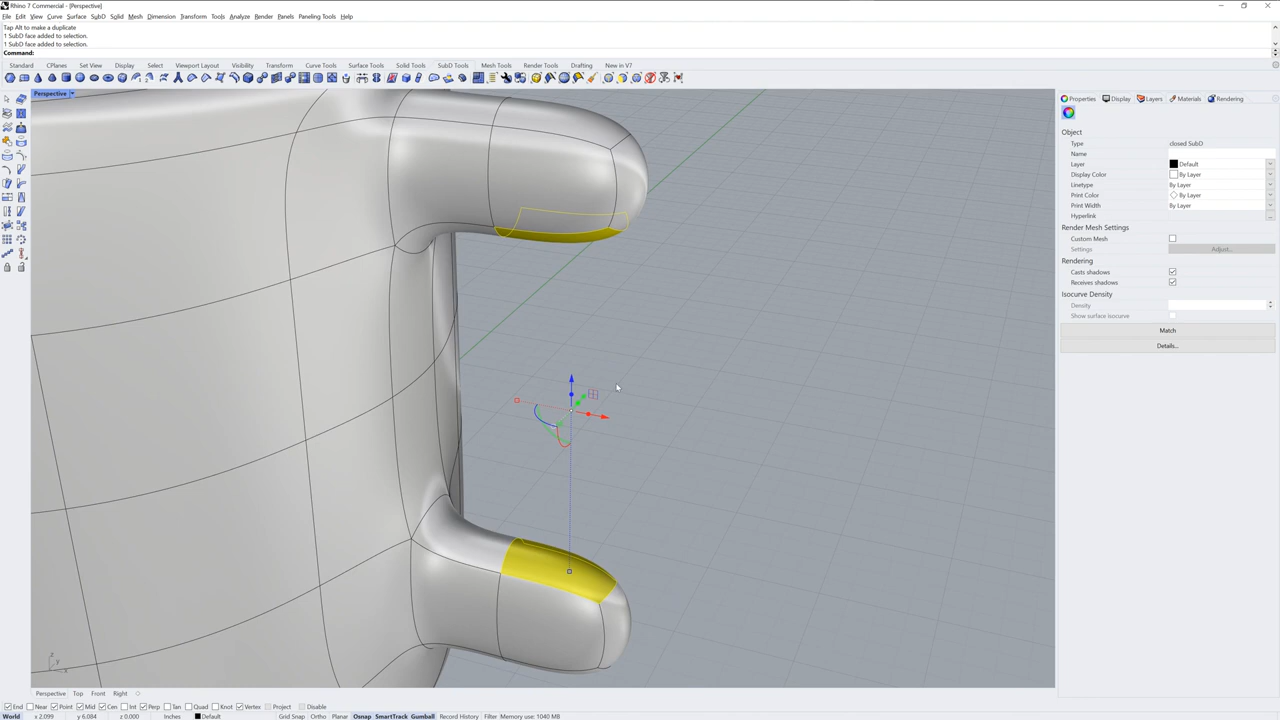 Rhino 7 Commercial - [Perspective]
File Edit View Curve Surface SubD Solid Mesh Dimension Transform Tools Analyze Render Panels Paneling Tools Help
Tap Alt to make a duplicate
1 SubD face added to selection.
1 SubD face added to selection.
Command:
Standard CPlanes Set View Display Select Viewport Layout Visibility Transform Curve Tools Surface Tools Solid Tools SubD Tools Mesh Tools Render Tools Drafting New in V7
Perspective
Properties Display Layers Materials Rendering
Object
Type closed SubD
Name
Layer Default
Display Color By Layer
Linetype By Layer
Print Color By Layer
Print Width By Layer
Hyperlink ...
Render Mesh Settings
Custom Mesh
Settings Adjust...
Rendering
Casts shadows
Receives shadows
Isocurve Density
Density
Show surface isocurve
Match
Details...
z
y
x
Perspective Top Front Right
End Near Point Mid Cen Int Perp Tan Quad Knot Vertex Project Disable
World x 2.099 y 6.084 z 0.000 Inches Default Grid Snap Ortho Planar Osnap SmartTrack Gumball Record History Filter Memory use: 1040 MB